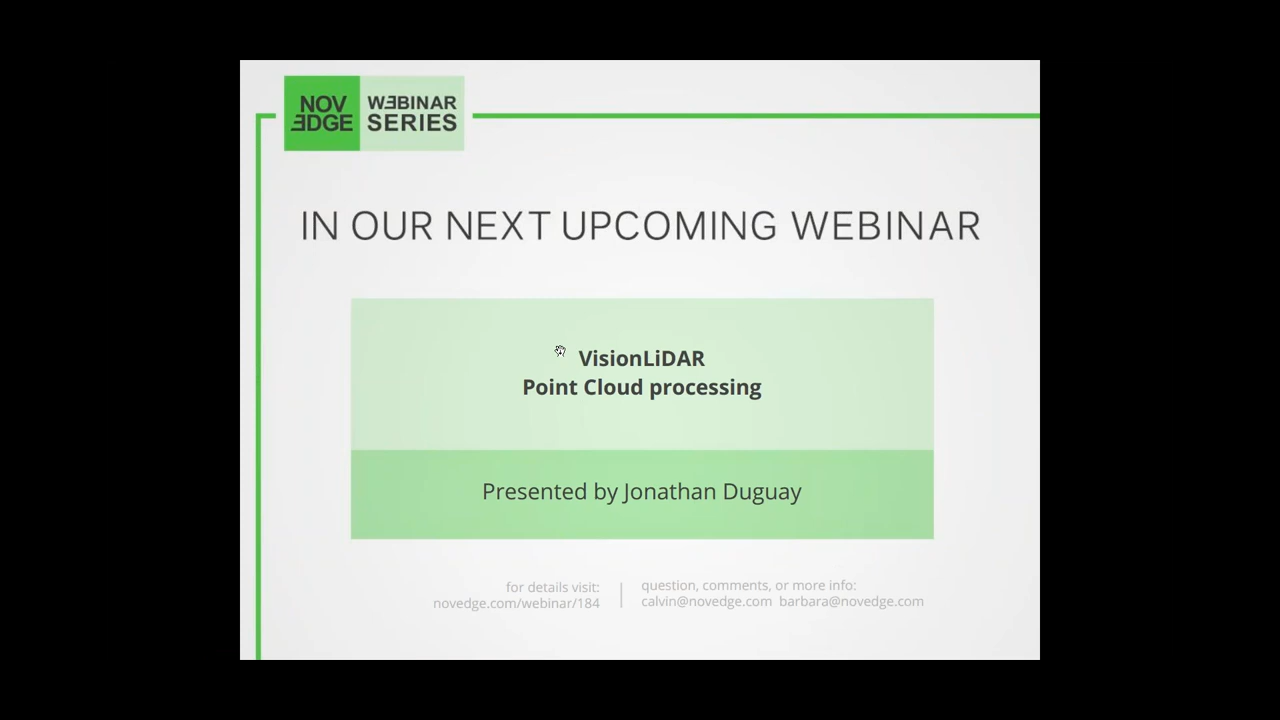 NOV
EDGE
WEBINAR
SERIES
IN OUR NEXT UPCOMING WEBINAR
VisionLiDAR
Point Cloud processing
Presented by Jonathan Duguay
for details visit:
novedge.com/webinar/184
question, comments, or more info:
calvin@novedge.com barbara@novedge.com